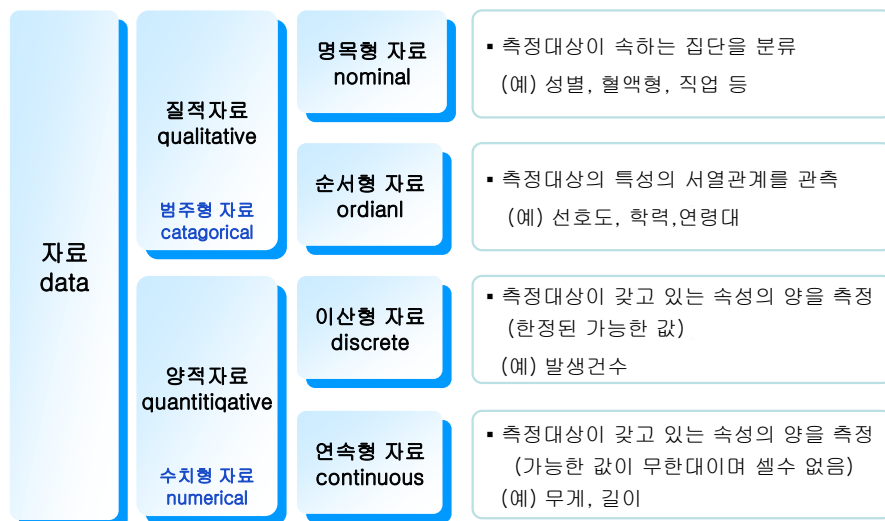 자료
data
질적자료
qualitative
범주형 자료
catagorical
명목형 자료
nominal
▪ 측정대상이 속하는 집단을 분류
(예) 성별, 혈액형, 직업 등
순서형 자료
ordianl
▪ 측정대상의 특성의 서열관계를 관측
(예) 선호도, 학력,연령대
양적자료
quantitiqative
수치형 자료
numerical
이산형 자료
discrete
▪ 측정대상이 갖고 있는 속성의 양을 측정
(한정된 가능한 값)
(예) 발생건수
연속형 자료
continuous
▪ 측정대상이 갖고 있는 속성의 양을 측정
(가능한 값이 무한대이며 셀수 없음)
(예) 무게, 길이